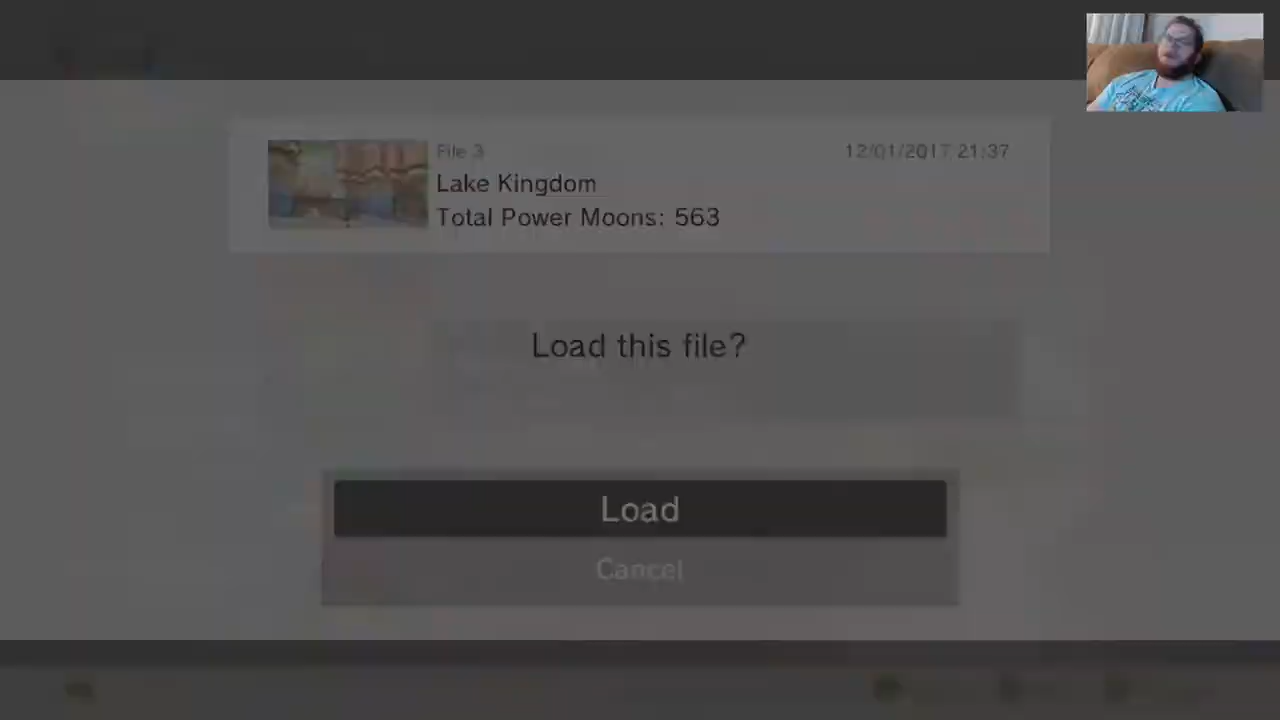 File 3
12/01/2017 21:37
Lake Kingdom
Total Power Moons: 563
Load this file?
Load
Cancel